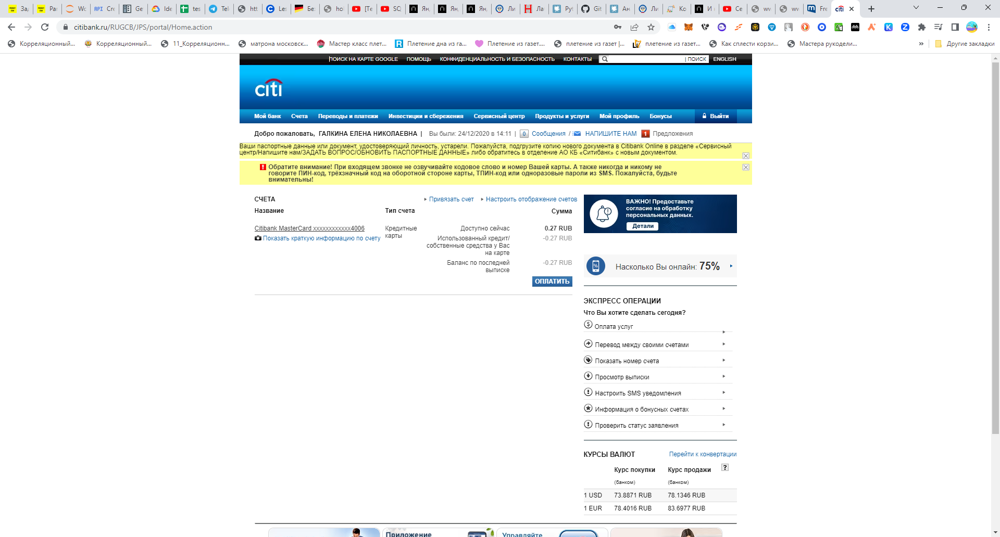 За,
Ра
Wc
API
Cre
Ge
Ide
tes
Tel
htt
Les
Бе
ho
[Те
SQ
Ян,
Ян,
Ян,
Ли
Ла
Pyt
Git
Ан
Ли
Ко
И
Се
wv
wv
Fre
citi
citibank.ru/RUGCB/JPS/portal/Home.action
Корреляционный...
Корреляционный...
11_Корреляционн...
матрона московск...
Мастер класс плет...
Плетение дна из га...
Плетение из газет....
плетение из газет |...
плетение из газет...
Как сплести корзи...
Мастера рукодели...
»
Другие закладки
ПОИСК НА КАРТЕ GOOGLE ПОМОЩЬ КОНФИДЕНЦИАЛЬНОСТЬ И БЕЗОПАСНОСТЬ КОНТАКТЫ | ПОИСК ENGLISH
citi
Мой банк Счета Переводы и платежи Инвестиции и сбережения Сервисный центр Продукты и услуги Мой профиль Бонусы Выйти
Добро пожаловать, ГАЛКИНА ЕЛЕНА НИКОЛАЕВНА | Вы были: 24/12/2020 в 14:11 | 0 Сообщения / НАПИШИТЕ НАМ 1 Предложения
Ваши паспортные данные или документ, удостоверяющий личность, устарели. Пожалуйста, подгрузите копию нового документа в Citibank Online в разделе «Сервисный
центр/Напишите нам/ЗАДАТЬ ВОПРОС/ОБНОВИТЬ ПАСПОРТНЫЕ ДАННЫЕ» либо обратитесь в отделение АО КБ «Ситибанк» с новым документом.
Обратите внимание! При входящем звонке не озвучивайте кодовое слово и номер Вашей карты. А также никогда и никому не
говорите ПИН-код, трёхзначный код на оборотной стороне карты, ТПИН-код или одноразовые пароли из SMS. Пожалуйста, будьте
внимательны!
СЧЕТА Привязать счет Настроить отображение счетов
Название Тип счета Сумма
Citibank MasterCard xxxxxxxxxxxx4006 Кредитные Доступно сейчас 0.27 RUB
карты
Показать краткую информацию по счету Использованный кредит/ -0.27 RUB
собственные средства у Вас
на карте
Баланс по последней -0.27 RUB
выписке
ОПЛАТИТЬ
ВАЖНО! Предоставьте
согласие на обработку
персональных данных.
Детали
Насколько Вы онлайн: 75%
ЭКСПРЕСС ОПЕРАЦИИ
Что Вы хотите сделать сегодня?
Оплата услуг
Перевод между своими счетами
Показать номер счета
Просмотр выписки
Настроить SMS уведомления
Информация о бонусных счетах
Проверить статус заявления
КУРСЫ ВАЛЮТ Перейти к конвертации
Курс покупки Курс продажи ?
(банком) (банком)
1 USD 73.8871 RUB 78.1346 RUB
1 EUR 78.4016 RUB 83.6977 RUB
Приложение
Управляйте